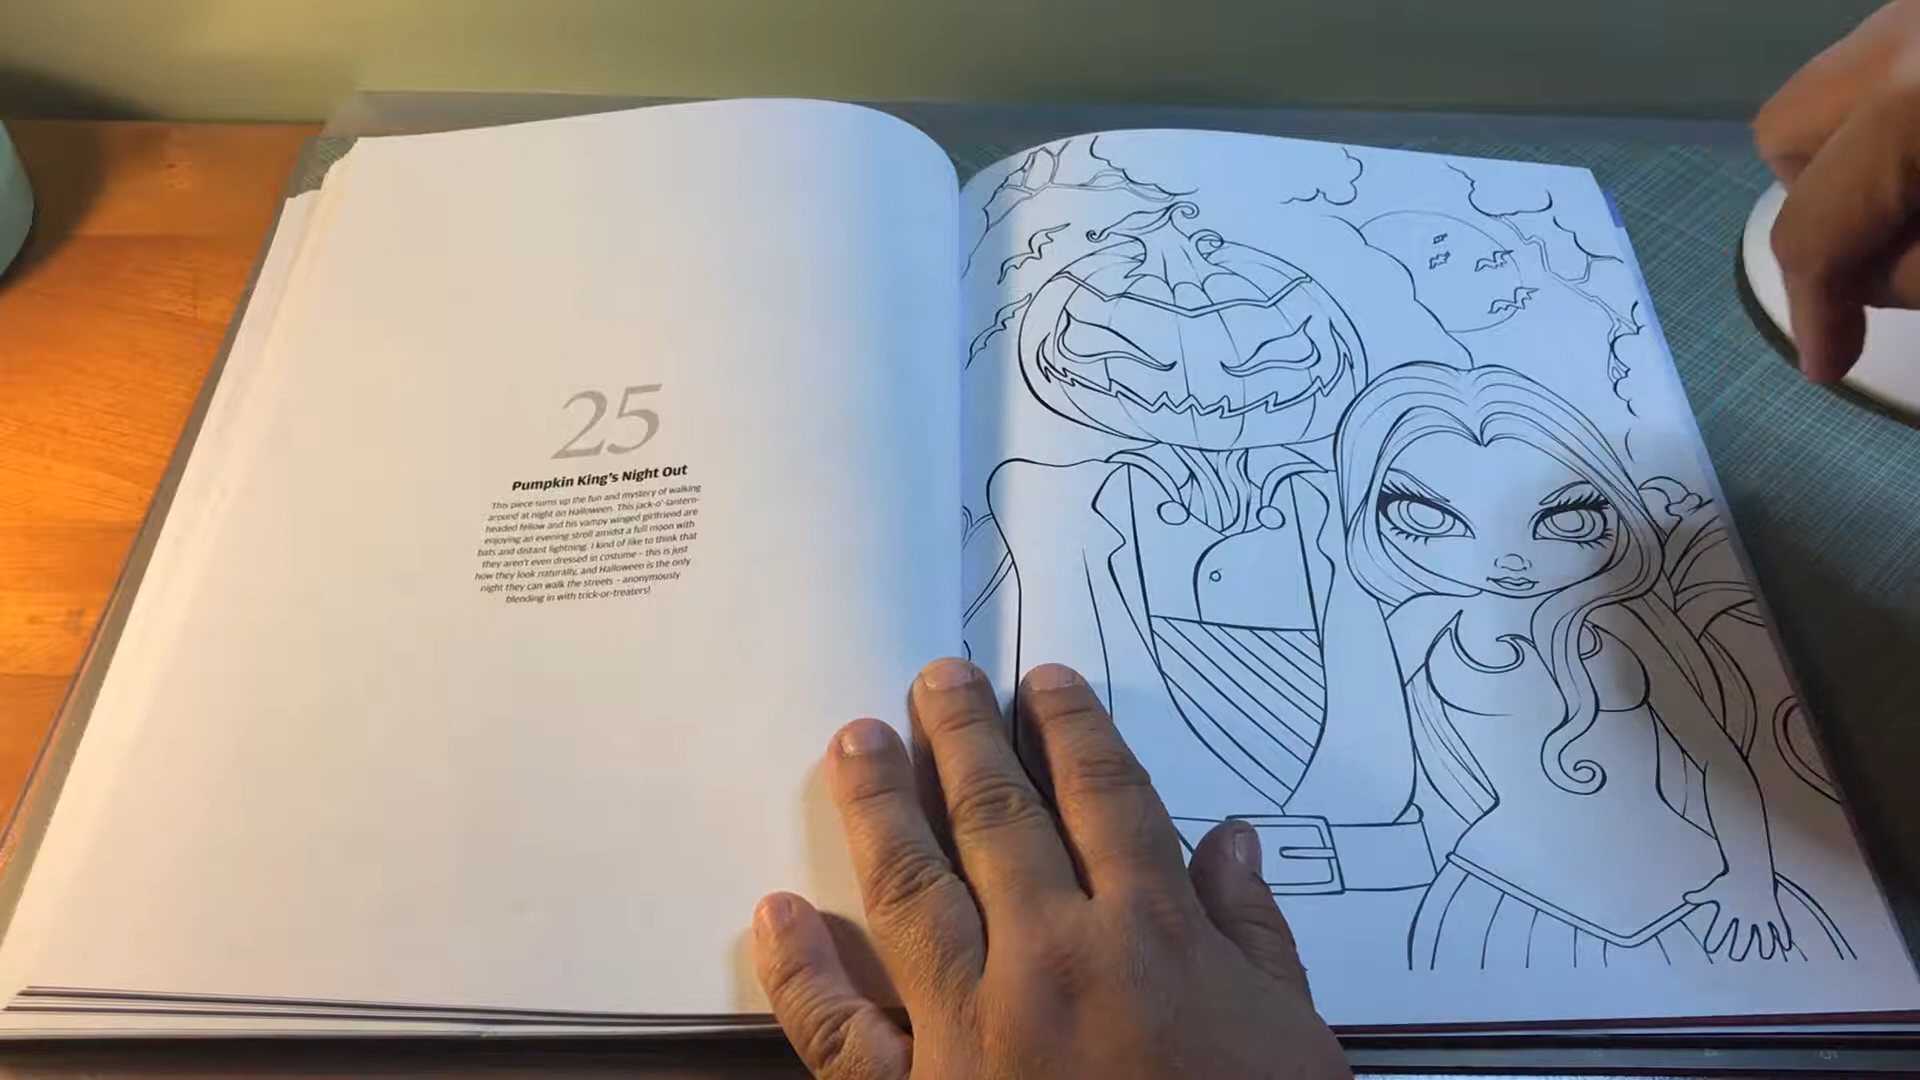 25
Pumpkin King's Night Out
This piece sums up the fun and mystery of walking
around at night on Halloween. This jack-o'-lantern-
headed fellow and his vampy winged girlfriend are
enjoying an evening stroll amidst a full moon with
bats and distant lightning. I kind of like to think that
they aren't even dressed in costume – this is just
how they look naturally, and Halloween is the only
night they can walk the streets – anonymously
blending in with trick-or-treaters!